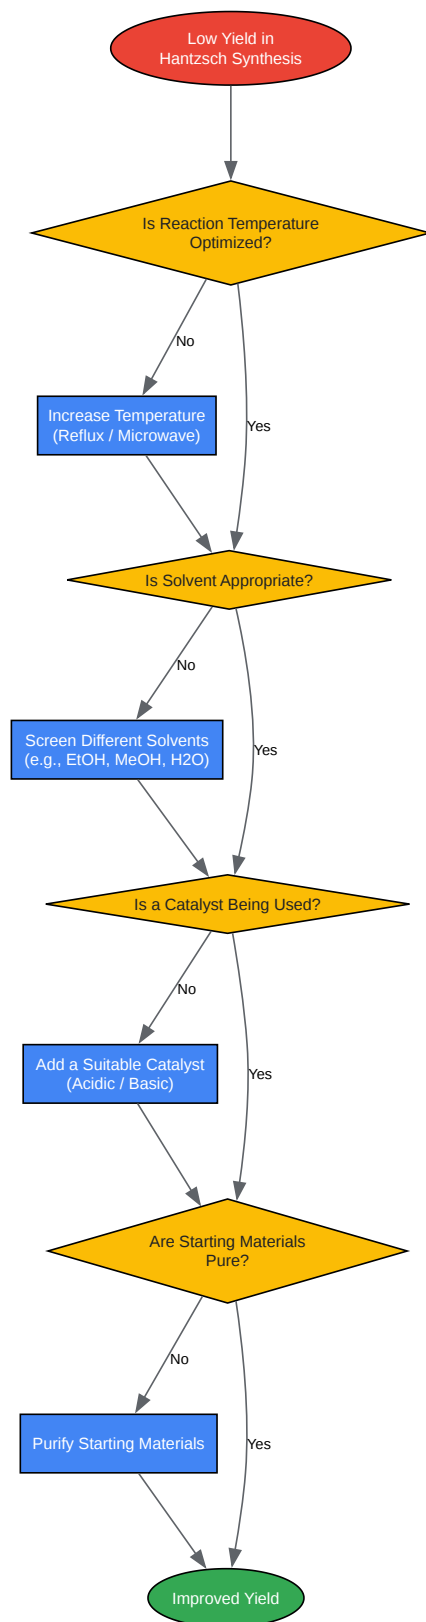 Low Yield in
Hantzsch Synthesis
Is Reaction Temperature
Optimized?
No
Increase Temperature
(Reflux / Microwave)
Yes
Is Solvent Appropriate?
No
Screen Different Solvents
(e.g., EtOH, MeOH, H2O)
Yes
Is a Catalyst Being Used?
No
Add a Suitable Catalyst
(Acidic / Basic)
Yes
Are Starting Materials
Pure?
No
Purify Starting Materials
Yes
Improved Yield